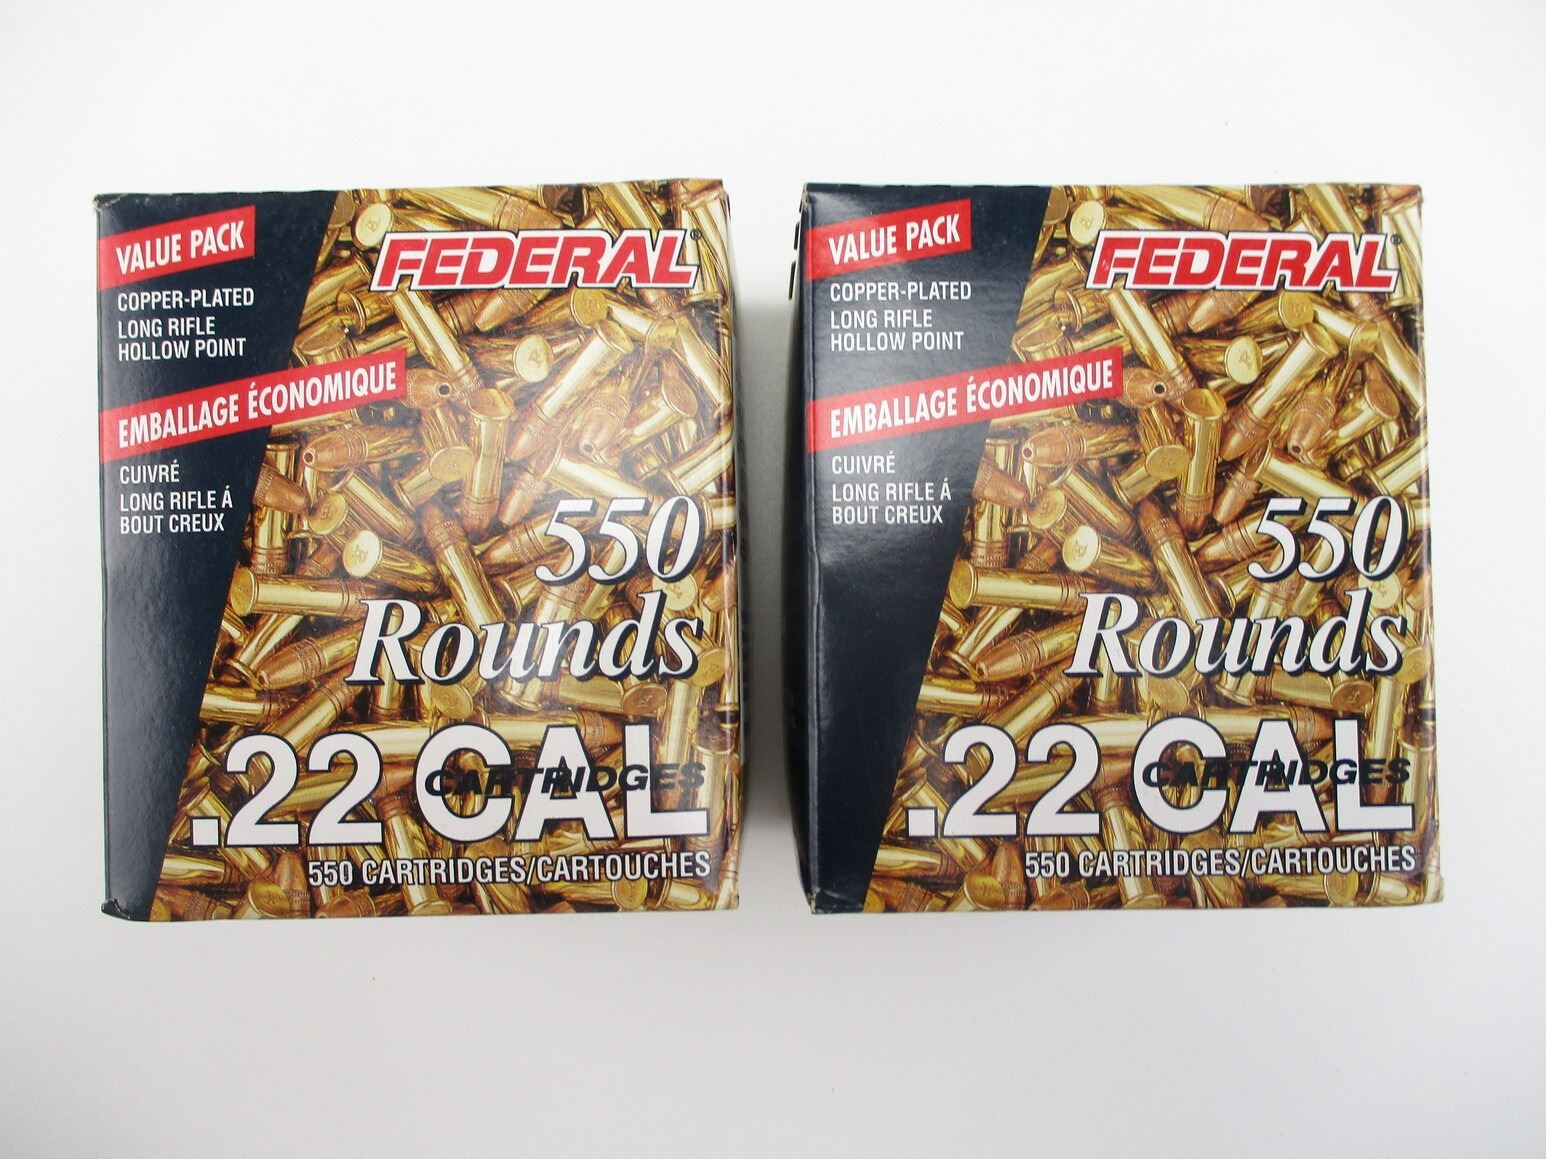 VALUE PACK
FEDERAL®
COPPER-PLATED
LONG RIFLE
HOLLOW POINT
EMBALLAGE ÉCONOMIQUE
CUIVRÉ
LONG RIFLE Á
BOUT CREUX
550
Rounds
.22 CAL
CARTRIDGES
550 CARTRIDGES/CARTOUCHES
VALUE PACK
FEDERAL®
COPPER-PLATED
LONG RIFLE
HOLLOW POINT
EMBALLAGE ÉCONOMIQUE
CUIVRÉ
LONG RIFLE Á
BOUT CREUX
550
Rounds
.22 CAL
CARTRIDGES
550 CARTRIDGES/CARTOUCHES